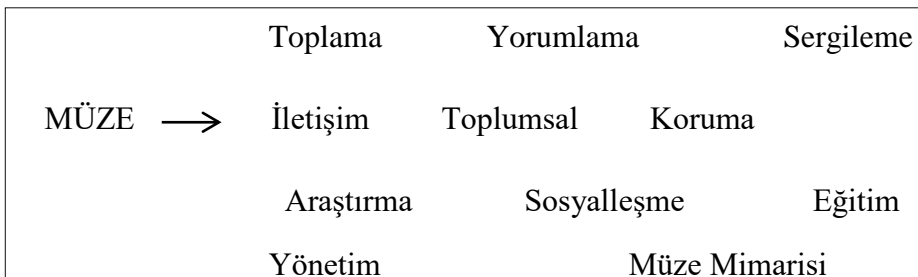 Toplama Yorumlama Sergileme
MÜZE → İletişim Toplumsal Koruma
Araştırma Sosyalleşme Eğitim
Yönetim Müze Mimarisi